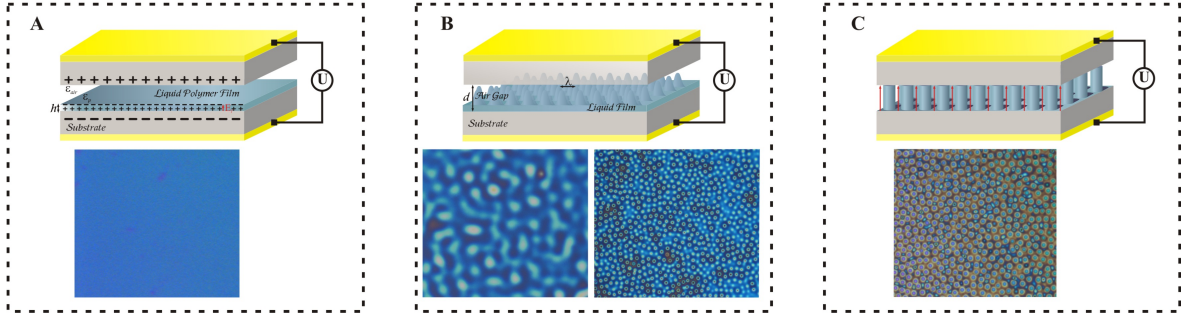 A
U
+ + + + + + + + + + + + +
εair
Liquid Polymer Film
εp
h
Substrate
B
U
λ
d
Air Gap
Liquid Film
Substrate
C
U